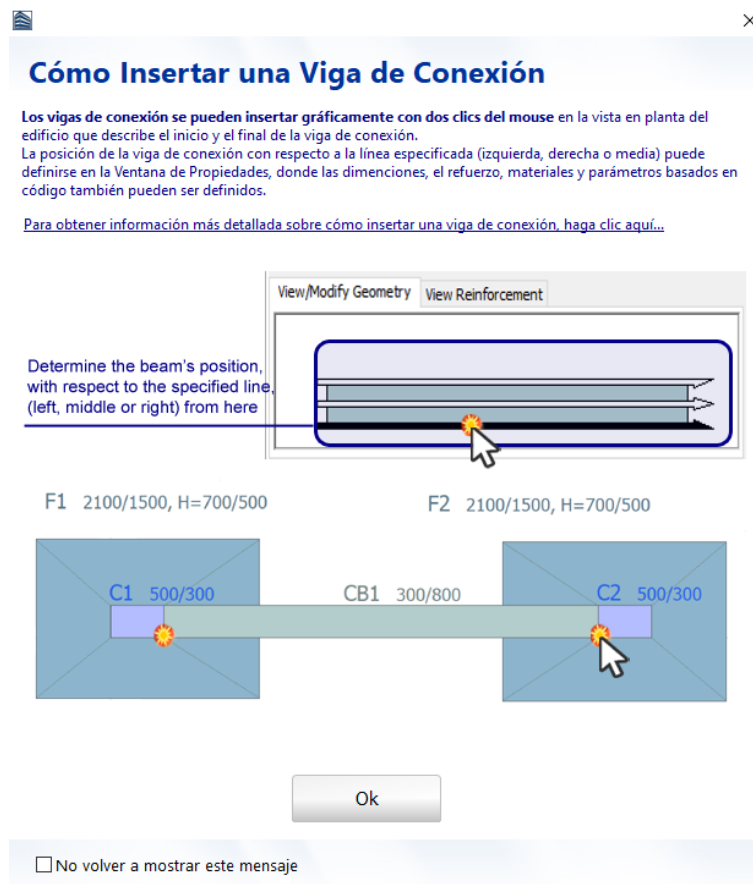 Cómo Insertar una Viga de Conexión
Los vigas de conexión se pueden insertar gráficamente con dos clics del mouse en la vista en planta del
edificio que describe el inicio y el final de la viga de conexión.
La posición de la viga de conexión con respecto a la línea especificada (izquierda, derecha o media) puede
definirse en la Ventana de Propiedades, donde las dimensiones, el refuerzo, materiales y parámetros basados en
código también pueden ser definidos.
Para obtener información más detallada sobre cómo insertar una viga de conexión, haga clic aquí...
View/Modify Geometry View Reinforcement
Determine the beam's position,
with respect to the specified line,
(left, middle or right) from here
F1 2100/1500, H=700/500
F2 2100/1500, H=700/500
C1 500/300
CB1 300/800
C2 500/300
Ok
No volver a mostrar este mensaje